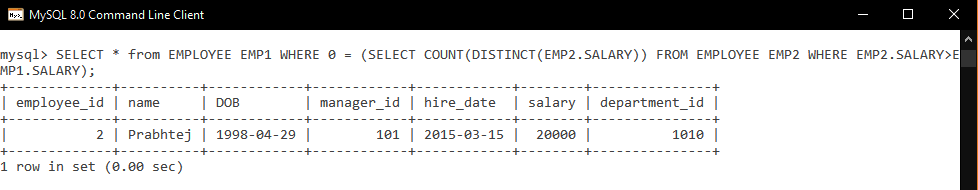 MySQL 8.0 Command Line Client
mysql> SELECT * from EMPLOYEE EMP1 WHERE 0 = (SELECT COUNT(DISTINCT(EMP2.SALARY)) FROM EMPLOYEE EMP2 WHERE EMP2.SALARY>E
MP1.SALARY);
+-------------+----------+------------+------------+------------+--------+---------------+
| employee_id | name     | DOB        | manager_id | hire_date  | salary | department_id |
+-------------+----------+------------+------------+------------+--------+---------------+
|           2 | Prabhtej | 1998-04-29 |        101 | 2015-03-15 |  20000 |          1010 |
+-------------+----------+------------+------------+------------+--------+---------------+
1 row in set (0.00 sec)